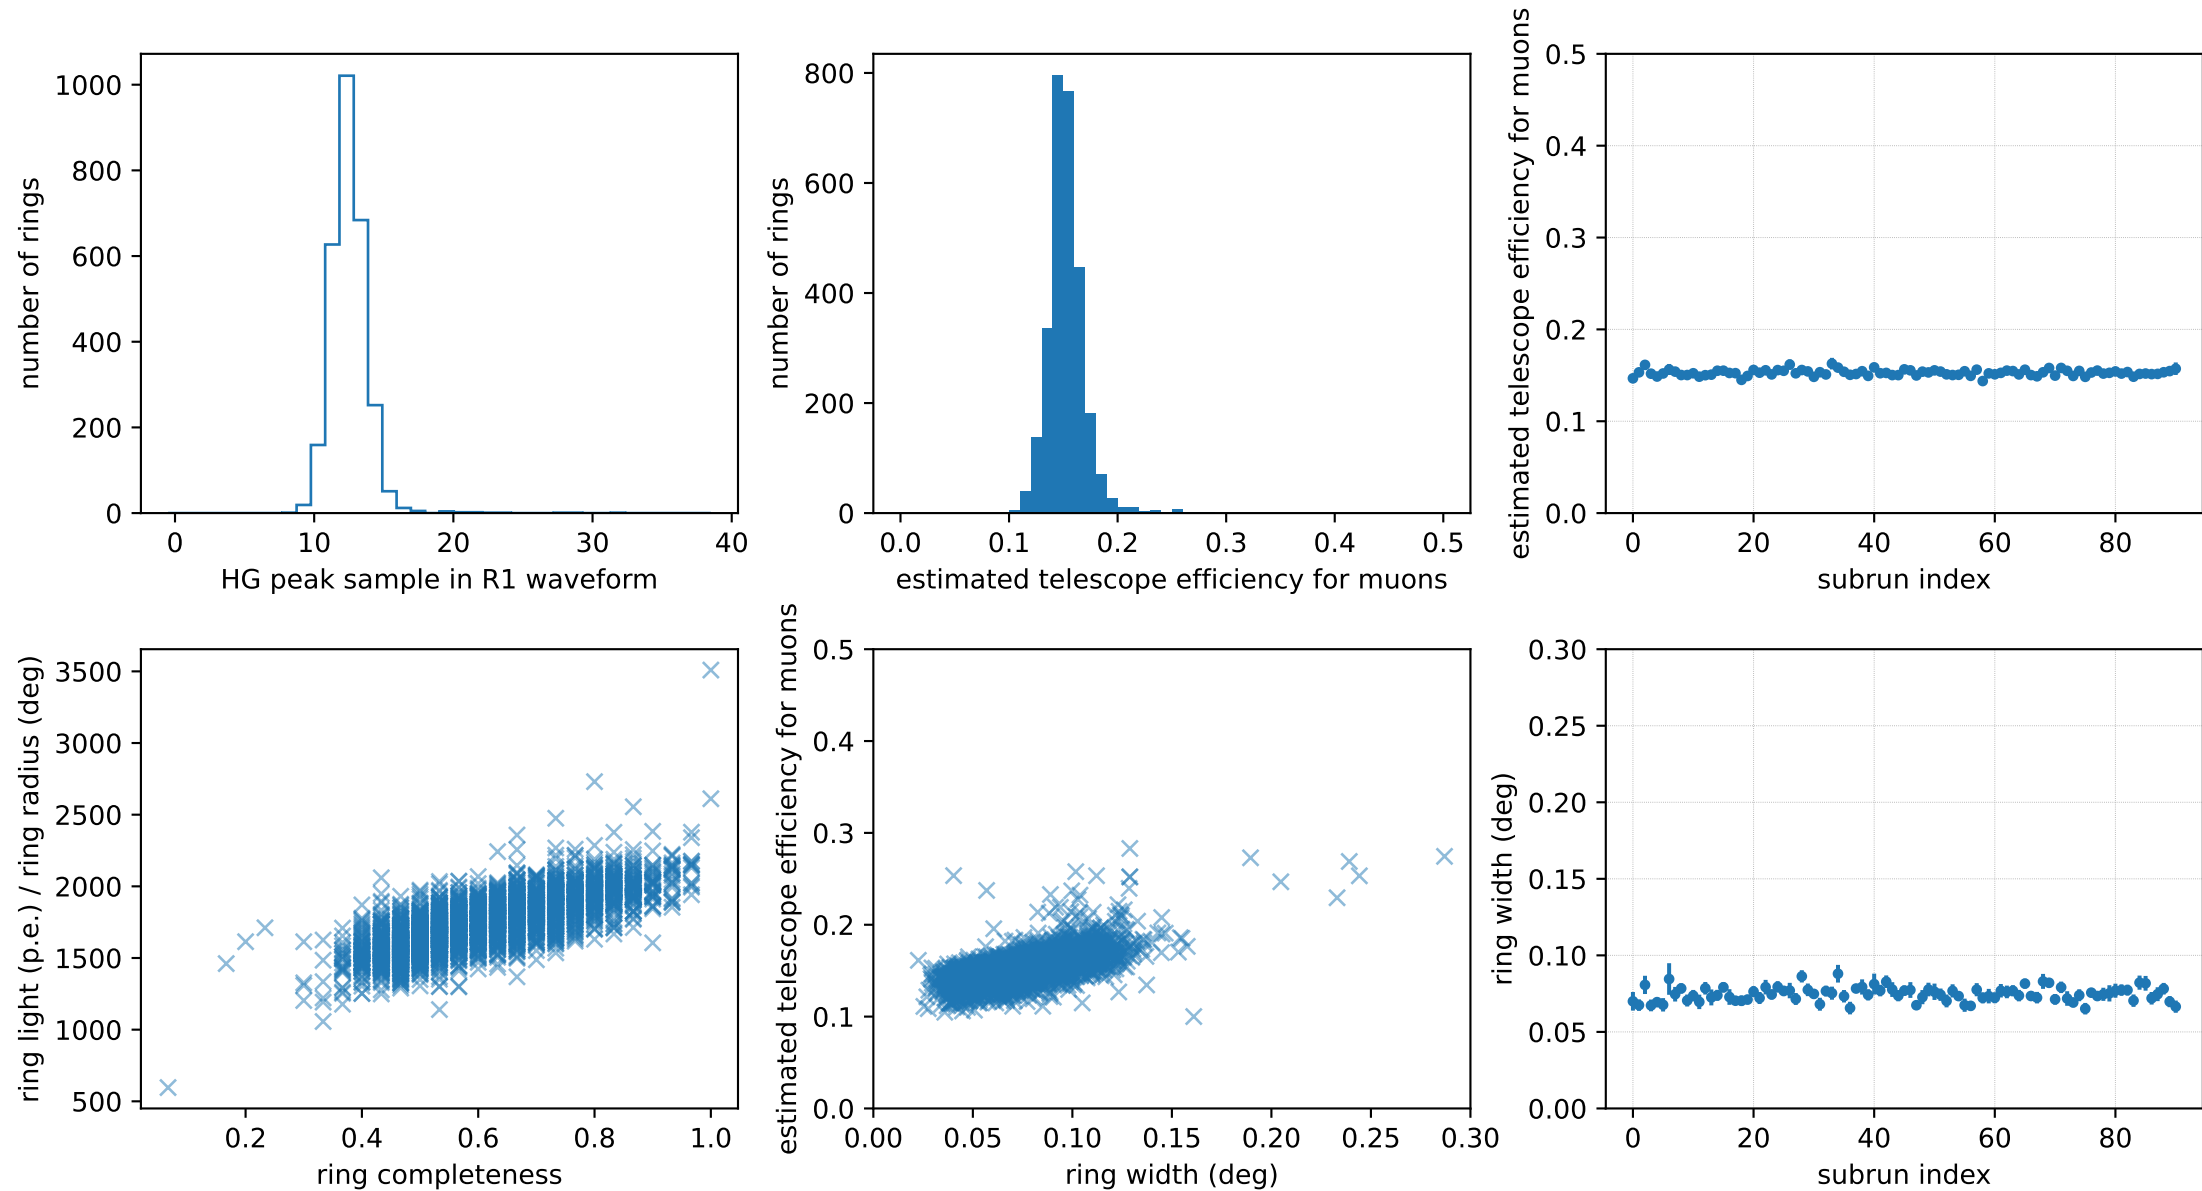 1000
800
600
400
200
0
number of rings
0 10 20 30 40
HG peak sample in R1 waveform
800
600
400
200
0
number of rings
0.0 0.1 0.2 0.3 0.4 0.5
estimated telescope efficiency for muons
0.5
0.4
0.3
0.2
0.1
0.0
estimated telescope efficiency for muons
0 20 40 60 80
subrun index
3500
3000
2500
2000
1500
1000
500
ring light (p.e.) / ring radius (deg)
0.2 0.4 0.6 0.8 1.0
ring completeness
0.5
0.4
0.3
0.2
0.1
0.0
estimated telescope efficiency for muons
0.00 0.05 0.10 0.15 0.20 0.25 0.30
ring width (deg)
0.30
0.25
0.20
0.15
0.10
0.05
0.00
ring width (deg)
0 20 40 60 80
subrun index